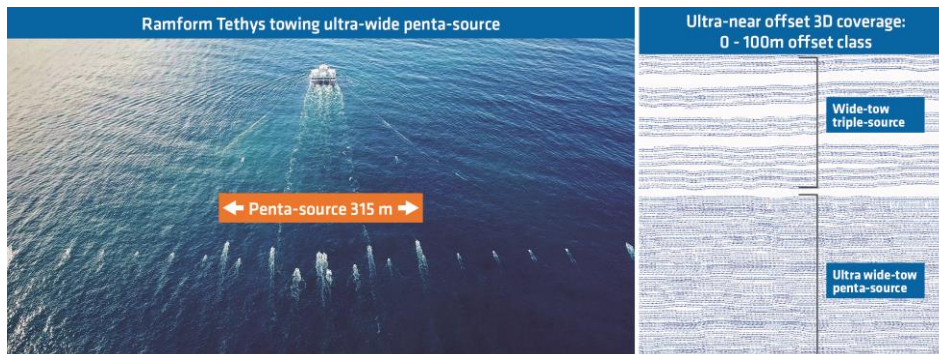 Ramform Tethys towing ultra-wide penta-source
Penta-source 315 m
Ultra-near offset 3D coverage:
0 - 100m offset class
Wide-tow
triple-source
Ultra wide-tow
penta-source